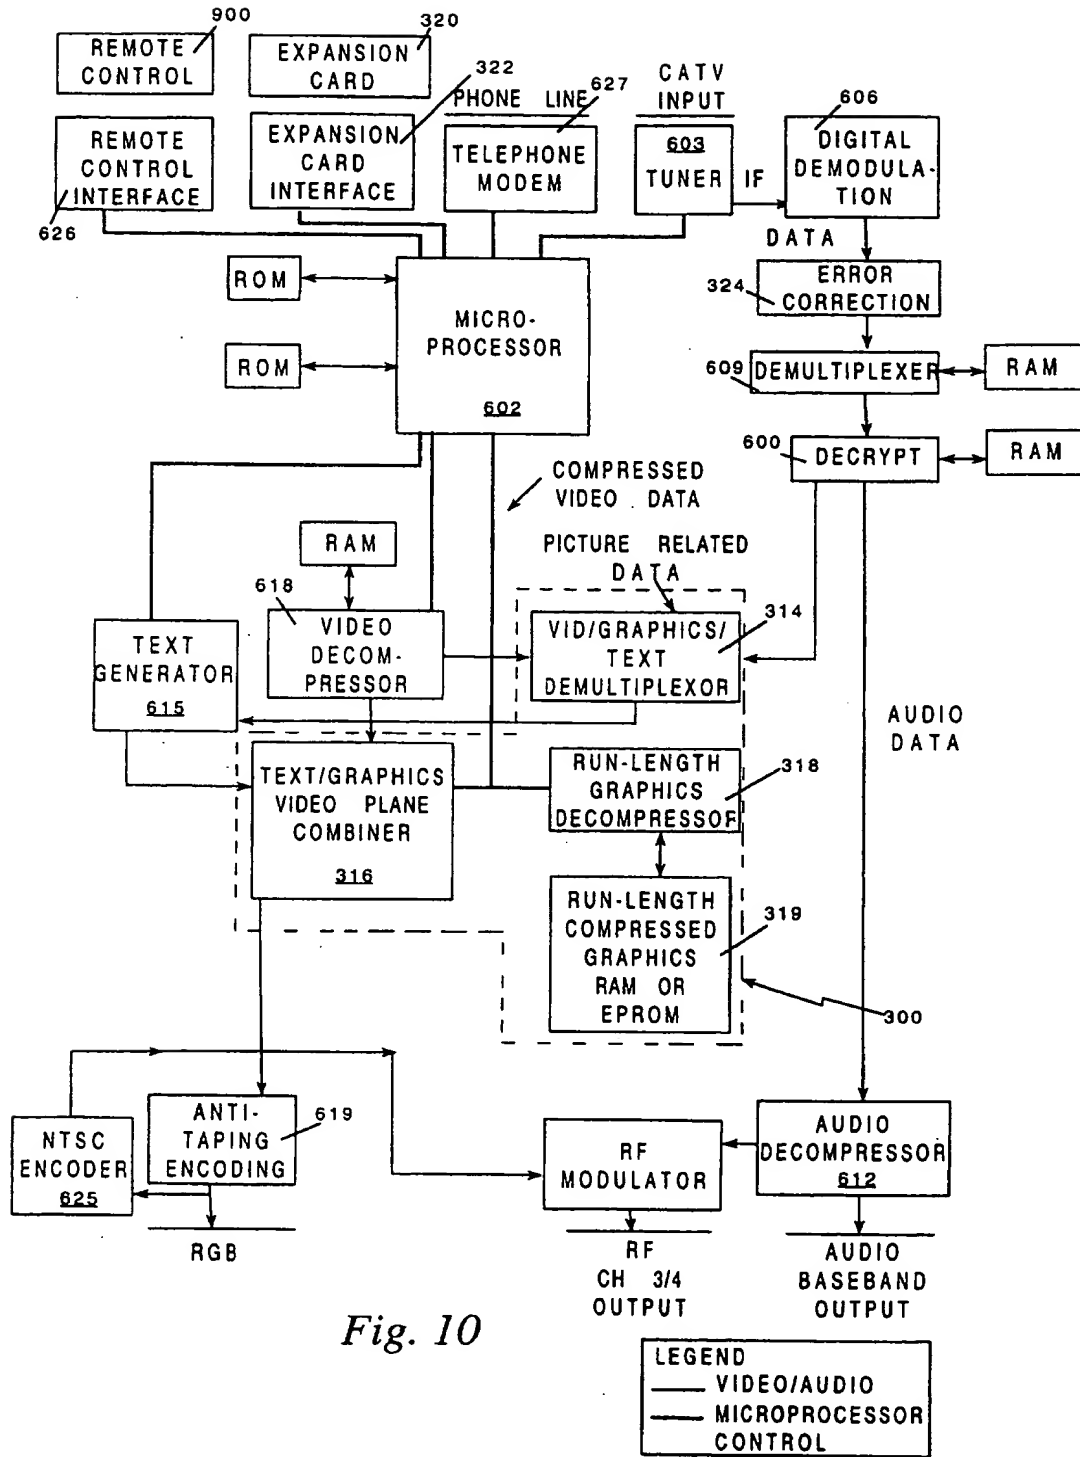 900
REMOTE
CONTROL
320
EXPANSION
CARD
322
PHONE LINE
627
CATV
INPUT
606
REMOTE
CONTROL
INTERFACE
626
EXPANSION
CARD
INTERFACE
TELEPHONE
MODEM
603
TUNER
IF
DIGITAL
DEMODULA-
TION
DATA
ROM
ROM
MICRO-
PROCESSOR
602
324
ERROR
CORRECTION
609
DEMULTIPLEXER
RAM
600
DECRYPT
RAM
COMPRESSED
VIDEO DATA
RAM
PICTURE RELATED
DATA
618
VIDEO
DECOM-
PRESSOR
VID/GRAPHICS/
TEXT
DEMULTIPLEXOR
314
TEXT
GENERATOR
615
AUDIO
DATA
TEXT/GRAPHICS
VIDEO PLANE
COMBINER
316
RUN-LENGTH
GRAPHICS
DECOMPRESSOR
318
RUN-LENGTH
COMPRESSED
GRAPHICS
RAM OR
EPROM
319
300
NTSC
ENCODER
625
ANTI-
TAPING
ENCODING
619
RF
MODULATOR
AUDIO
DECOMPRESSOR
612
RGB
RF
CH 3/4
OUTPUT
AUDIO
BASEBAND
OUTPUT
Fig. 10
LEGEND
VIDEO/AUDIO
MICROPROCESSOR
CONTROL